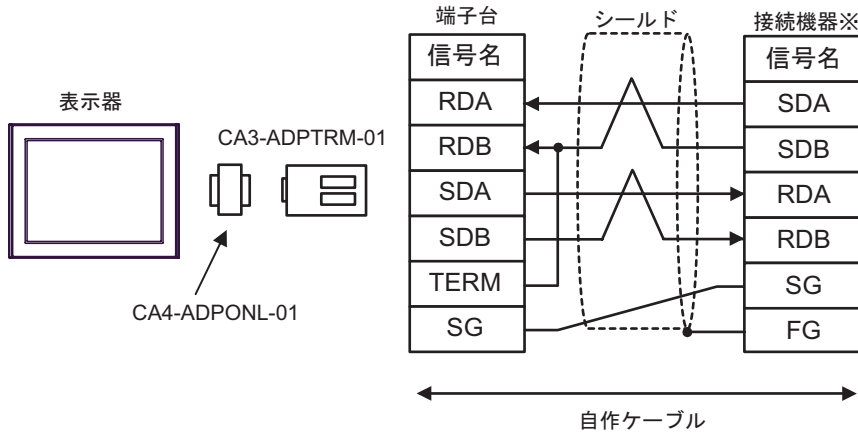 表示器
CA3-ADPTRM-01
CA4-ADPONL-01
端子台
信号名
RDA
RDB
SDA
SDB
TERM
SG
シールド
接続機器※
信号名
SDA
SDB
RDA
RDB
SG
FG
自作ケーブル